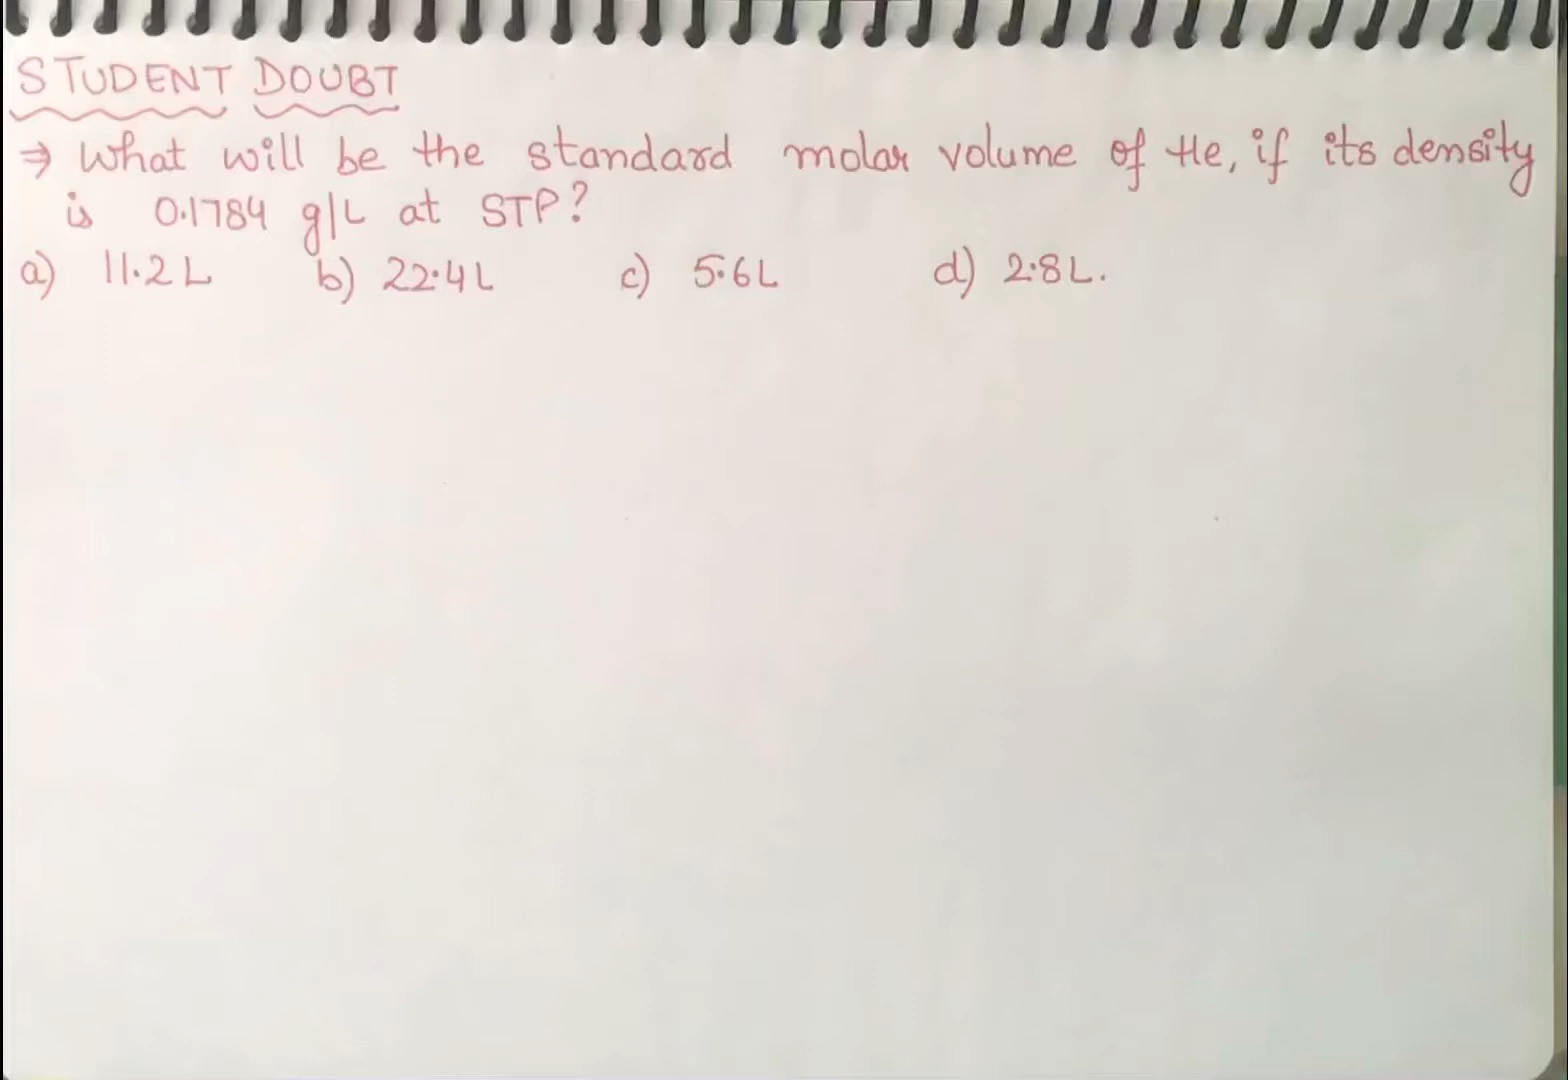 STUDENT DOUBT
⇒ What will be the standard molar volume of He, if its density
is 0.1784 g/L at STP?
a) 11.2 L b) 22.4 L c) 5.6 L d) 2.8 L.